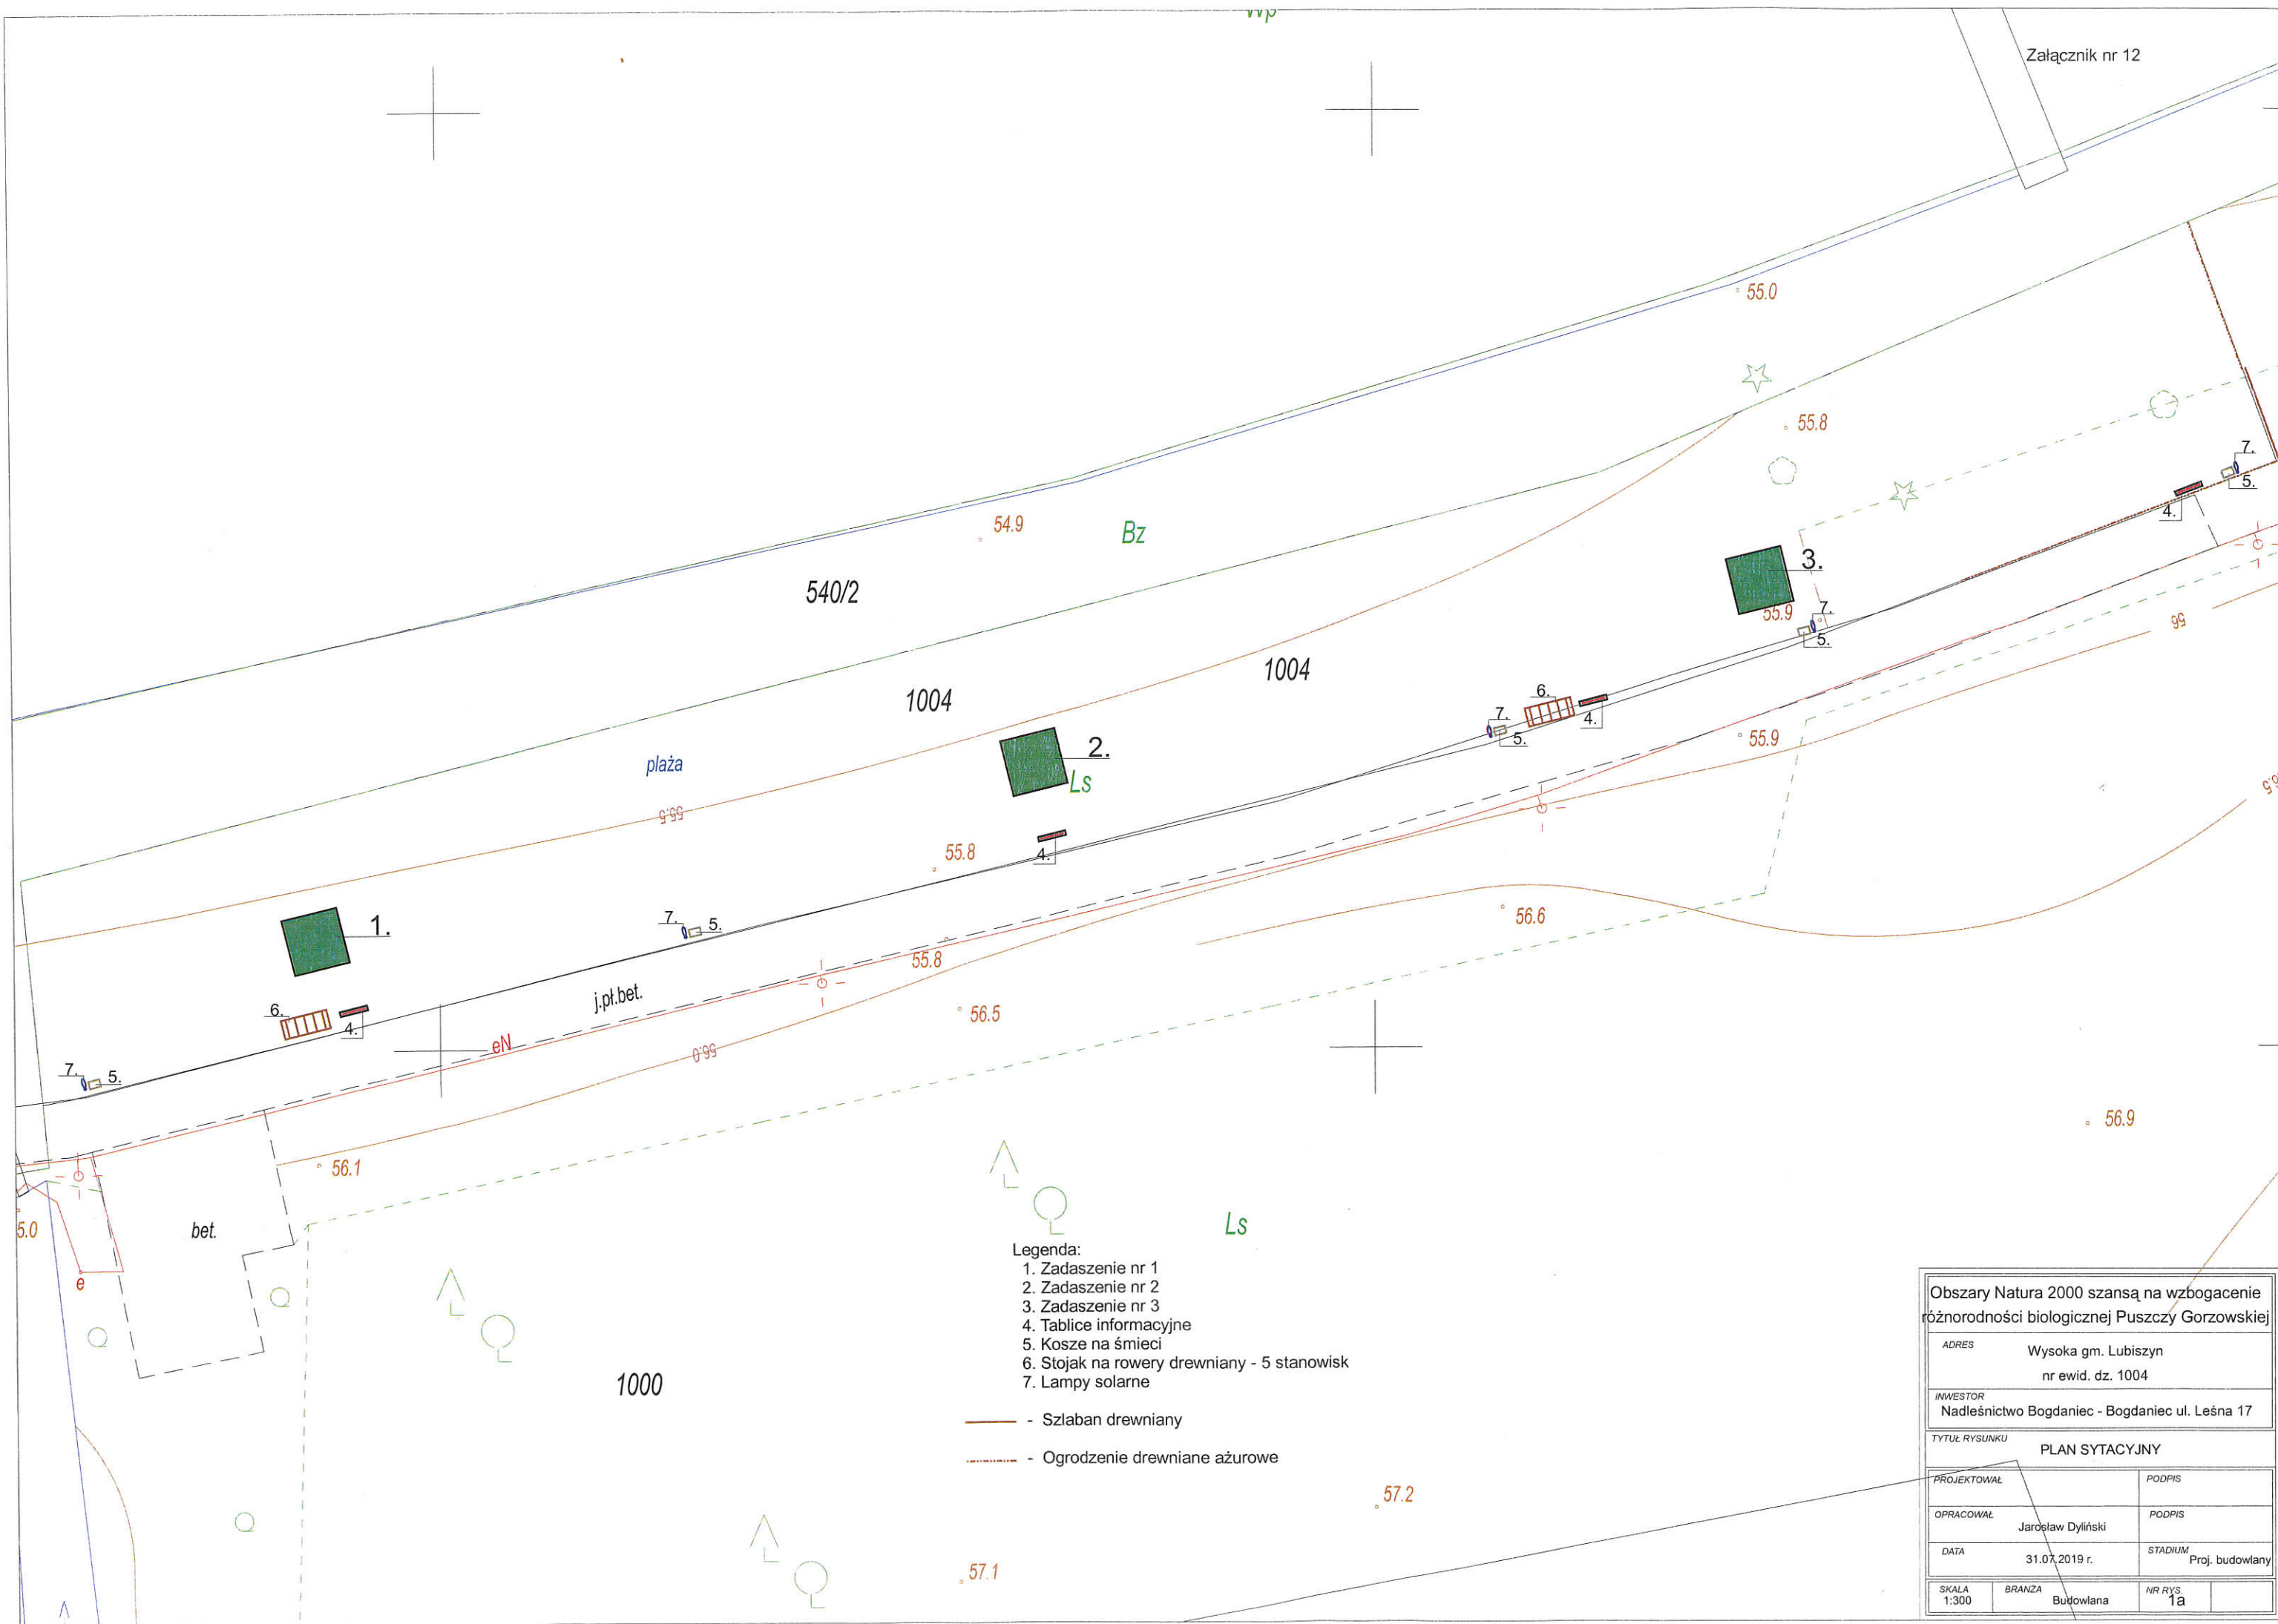 Wp
Załącznik nr 12
55.0
55.8
7.
5.
4.
54.9
Bz
540/2
3.
55.9
7.
5.
56
1004
1004
6.
4.
7.
5.
55.9
2.
Ls
plaża
55.5
4.
55.8
56.6
1.
7.
5.
55.8
j.pł.bet.
56.5
6.
4.
eN
56.0
7.
5.
56.9
56.1
5.0
bet.
e
Ls
Legenda:
1. Zadaszenie nr 1
2. Zadaszenie nr 2
3. Zadaszenie nr 3
4. Tablice informacyjne
5. Kosze na śmieci
6. Stojak na rowery drewniany - 5 stanowisk
7. Lampy solarne
- Szlaban drewniany
- Ogrodzenie drewniane ażurowe
1000
57.2
57.1
Obszary Natura 2000 szansą na wzbogacenie
różnorodności biologicznej Puszczy Gorzowskiej
ADRES
Wysoka gm. Lubiszyn
nr ewid. dz. 1004
INWESTOR
Nadleśnictwo Bogdaniec - Bogdaniec ul. Leśna 17
TYTUŁ RYSUNKU
PLAN SYTACYJNY
PROJEKTOWAŁ
PODPIS
OPRACOWAŁ
Jarosław Dyliński
PODPIS
DATA
31.07.2019 r.
STADIUM
Proj. budowlany
SKALA
1:300
BRANŻA
Budowlana
NR RYS.
1a